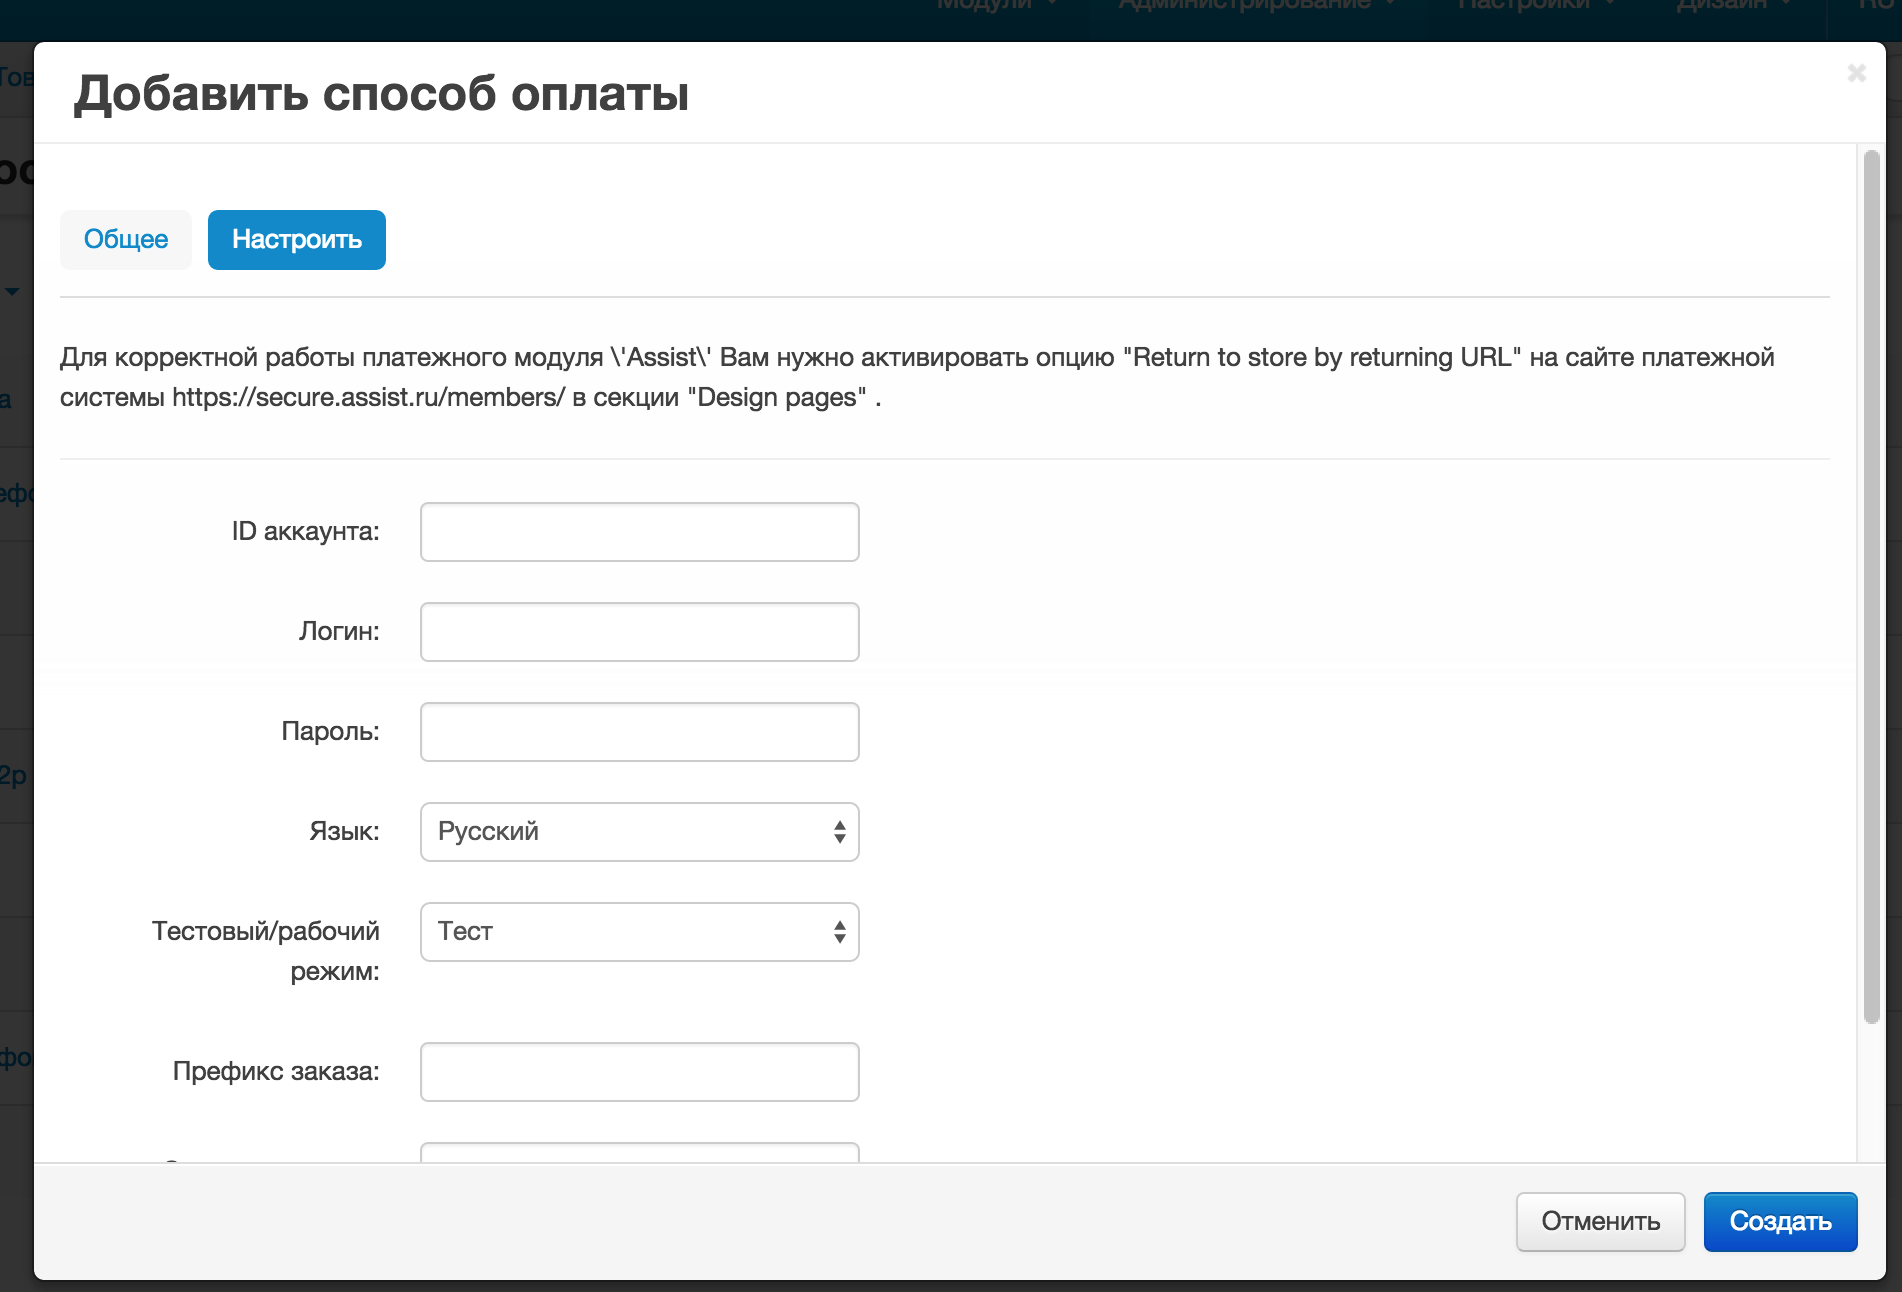 Модули Администрирование Настройки Дизайн RU
Добавить способ оплаты
Общее Настроить
Для корректной работы платежного модуля \'Assist\' Вам нужно активировать опцию "Return to store by returning URL" на сайте платежной
системы https://secure.assist.ru/members/ в секции "Design pages" .
ID аккаунта:
Логин:
Пароль:
Язык: Русский
Тестовый/рабочий Тест
режим:
Префикс заказа:
Отменить Создать